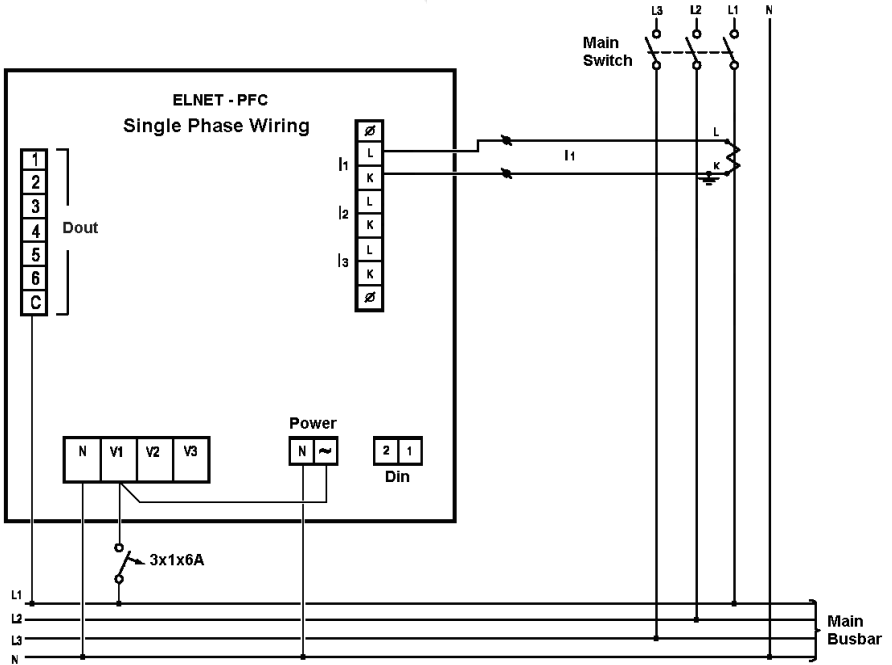 L3 L2 L1 N
Main
Switch
ELNET - PFC
Single Phase Wiring
1
2
3
4
5
6
C
Dout
Ø
L
K
L
K
L
K
Ø
I1
I2
I3
I1
L
K
Power
N V1 V2 V3
N ~
2 1
Din
3x1x6A
L1
L2
L3
N
Main
Busbar